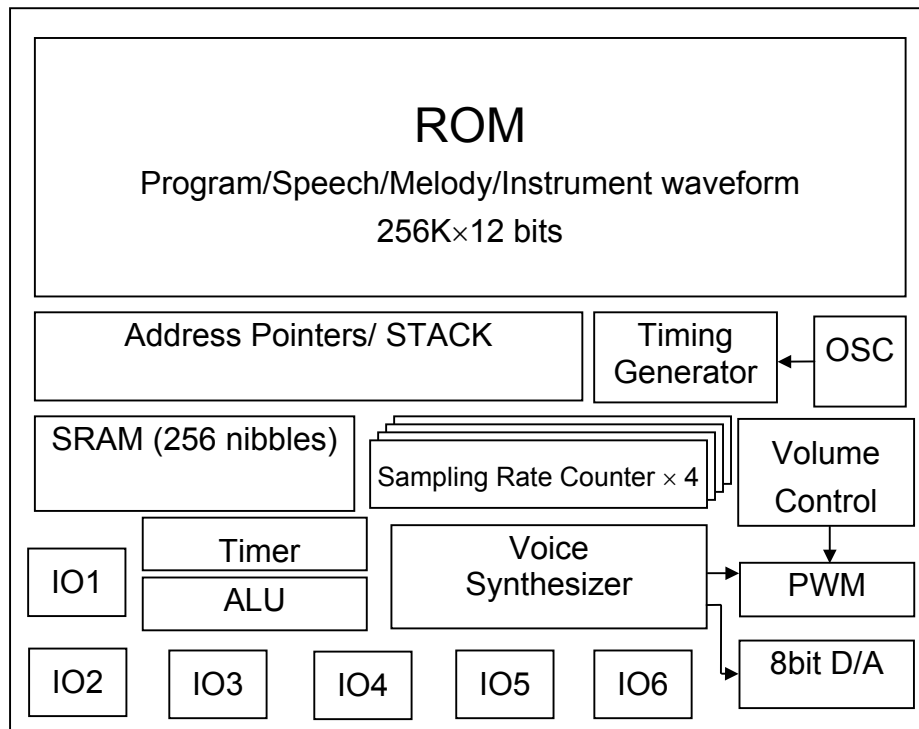 ROM
Program/Speech/Melody/Instrument waveform
256K×12 bits
Address Pointers/ STACK
Timing
Generator
OSC
SRAM (256 nibbles)
Sampling Rate Counter × 4
Volume
Control
Timer
Voice
Synthesizer
IO1
ALU
PWM
IO2
IO3
IO4
IO5
IO6
8bit D/A